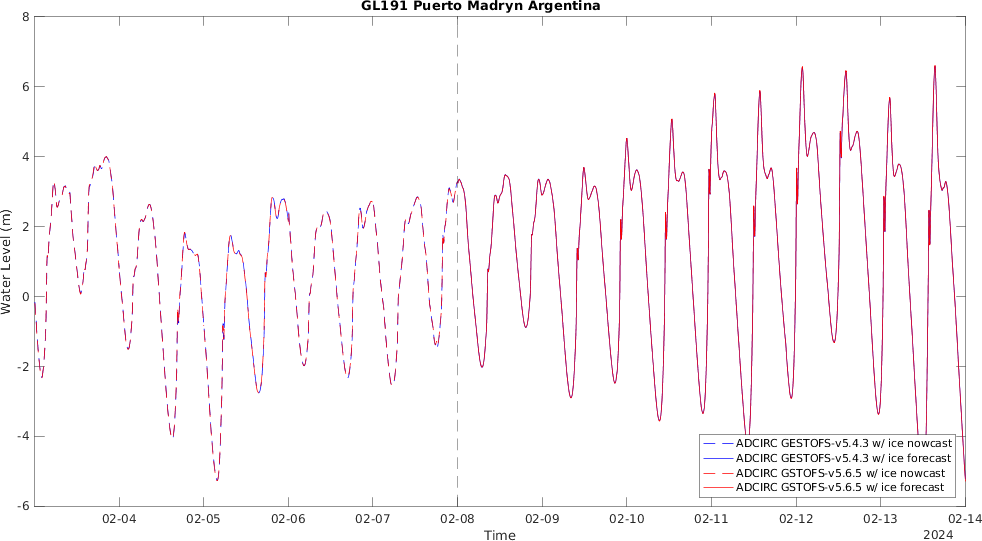 GL191 Puerto Madryn Argentina
8
6
4
2
0
-2
-4
-6
Water Level (m)
ADCIRC GESTOFS-v5.4.3 w/ ice nowcast
ADCIRC GESTOFS-v5.4.3 w/ ice forecast
ADCIRC GSTOFS-v5.6.5 w/ ice nowcast
ADCIRC GSTOFS-v5.6.5 w/ ice forecast
02-04 02-05 02-06 02-07 02-08 02-09 02-10 02-11 02-12 02-13 02-14
Time
2024